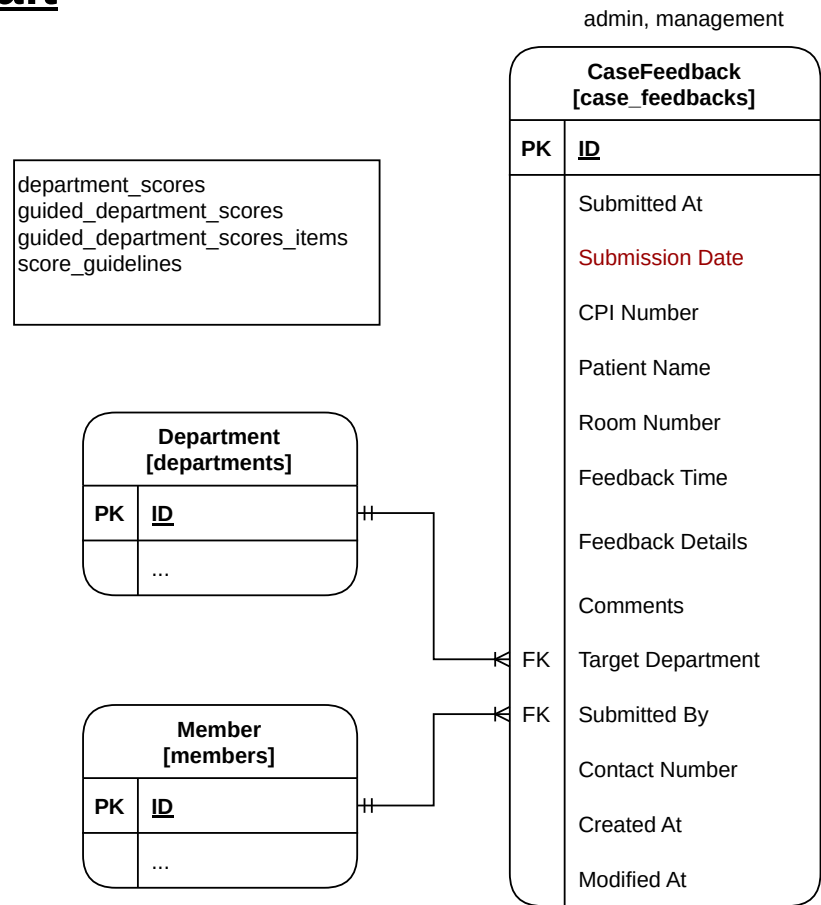 admin, management
CaseFeedback
[case_feedbacks]
PK ID
Submitted At
Submission Date
CPI Number
Patient Name
Room Number
Feedback Time
Feedback Details
Comments
FK Target Department
FK Submitted By
Contact Number
Created At
Modified At
department_scores
guided_department_scores
guided_department_scores_items
score_guidelines
Department
[departments]
PK ID
...
Member
[members]
PK ID
...